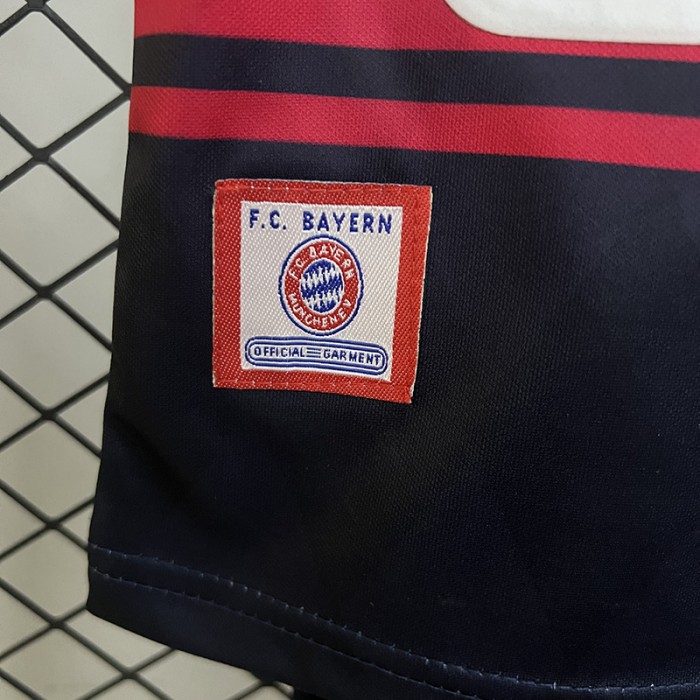 F.C. BAYERN
F.C. BAYERN
MÜNCHEN E.V.
OFFICIAL GARMENT